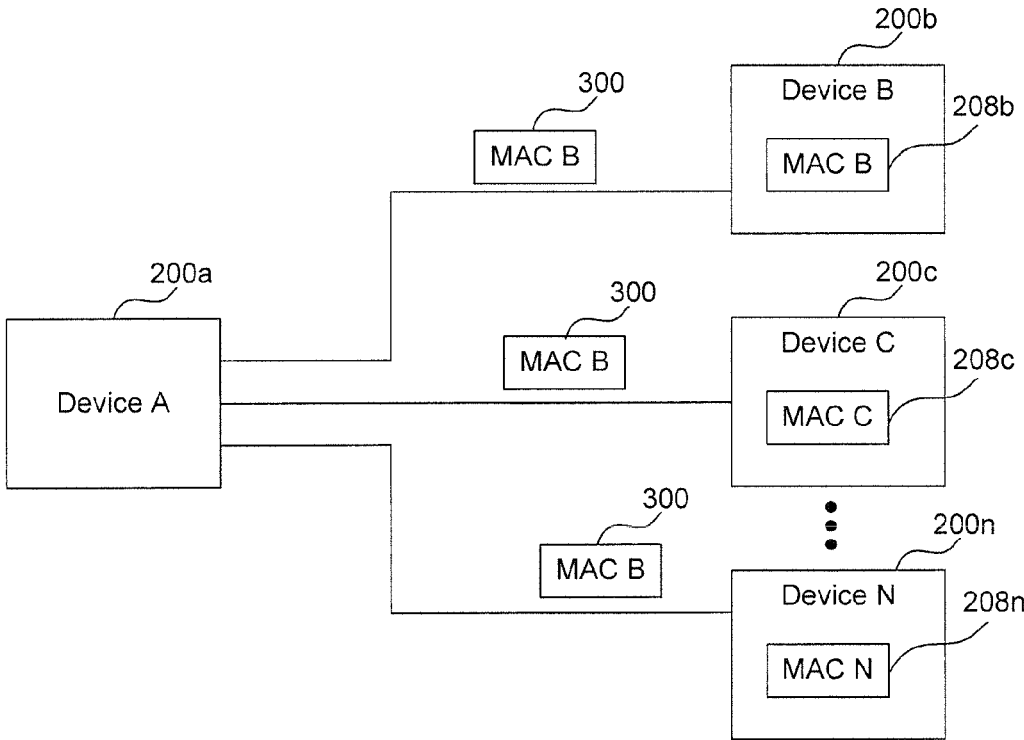 200b
Device B
300
208b
MAC B
MAC B
200a
200c
300
Device C
MAC B
208c
Device A
MAC C
300
200n
MAC B
Device N
208n
MAC N